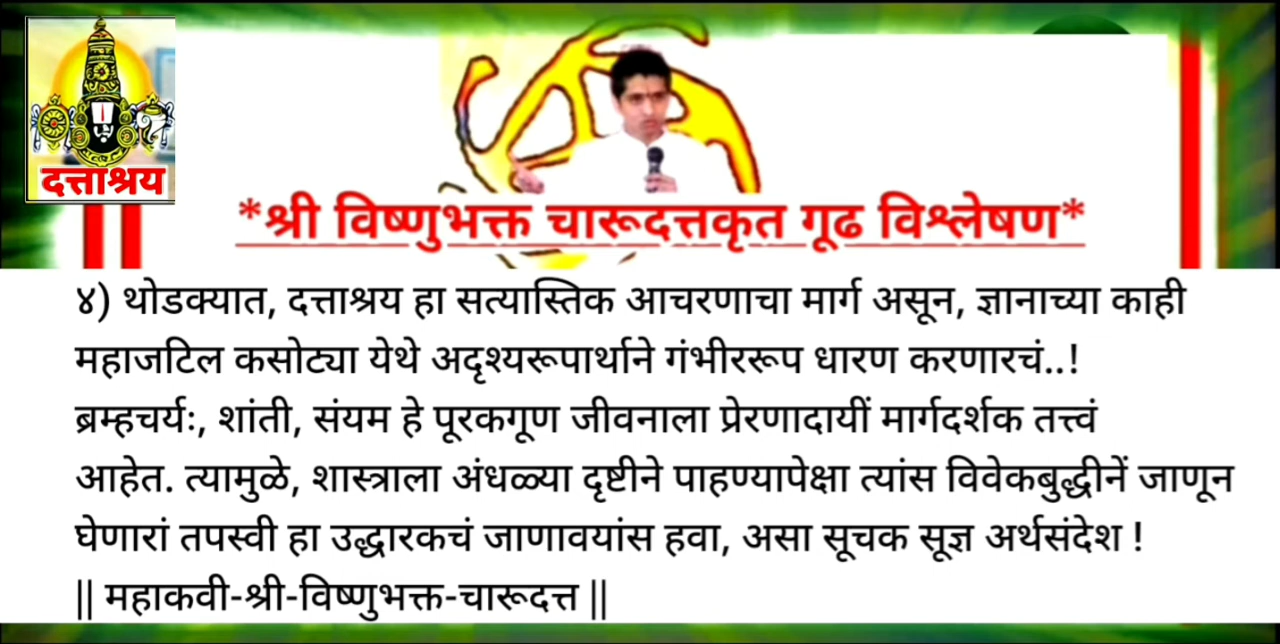 दत्ताश्रय
*श्री विष्णुभक्त चारूदत्तकृत गूढ विश्लेषण*
४) थोडक्यात, दत्ताश्रय हा सत्यास्तिक आचरणाचा मार्ग असून, ज्ञानाच्या काही
महाजटिल कसोट्या येथे अदृश्यरूपार्थाने गंभीररूप धारण करणारचं..!
ब्रम्हचर्यः, शांती, संयम हे पूरकगूण जीवनाला प्रेरणादायीं मार्गदर्शक तत्त्वं
आहेत. त्यामुळे, शास्त्राला अंधळ्या दृष्टीने पाहण्यापेक्षा त्यांस विवेकबुद्धीनें जाणून
घेणारां तपस्वी हा उद्धारकचं जाणावयांस हवा, असा सूचक सूज्ञ अर्थसंदेश !
|| महाकवी-श्री-विष्णुभक्त-चारूदत्त ||